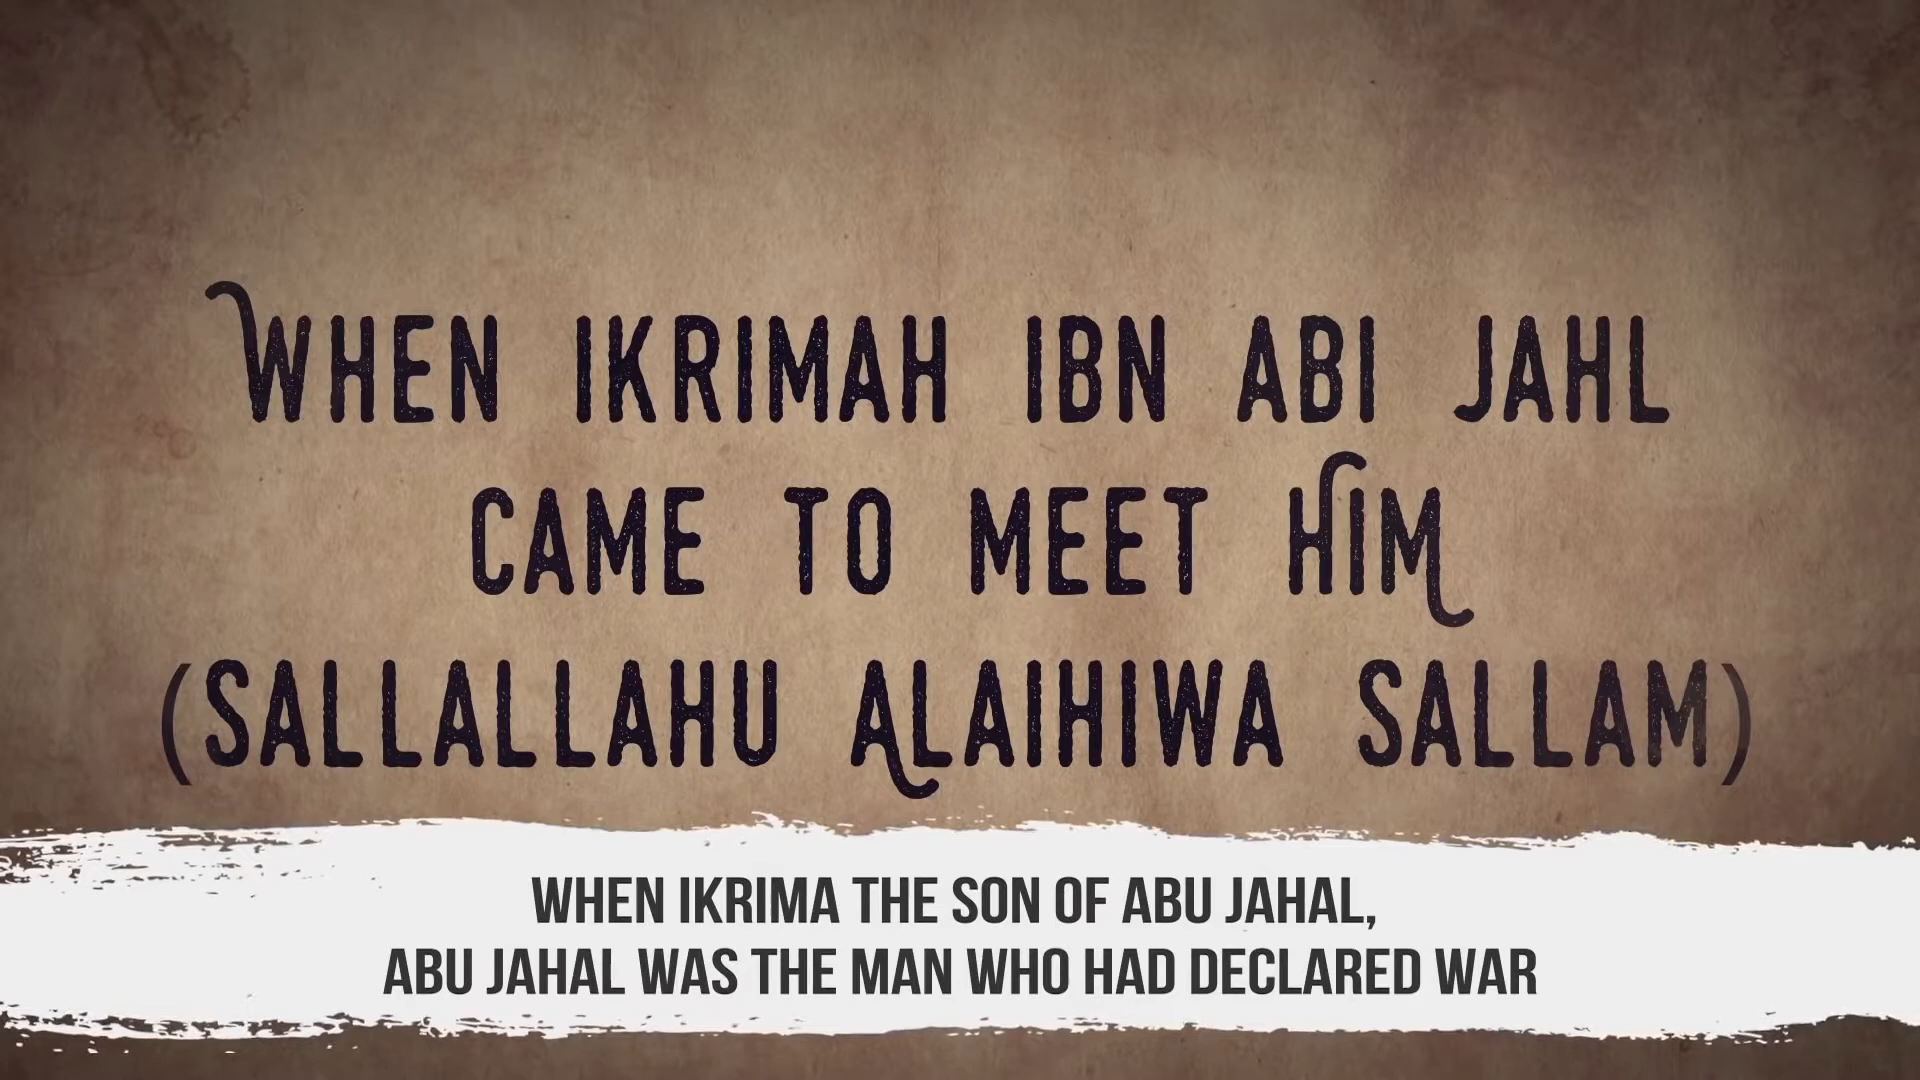 WHEN IKRIMAH IBN ABI JAHL
CAME TO MEET HIM
(SALLALLAHU ALAIHIWA SALLAM)
WHEN IKRIMA THE SON OF ABU JAHAL,
ABU JAHAL WAS THE MAN WHO HAD DECLARED WAR